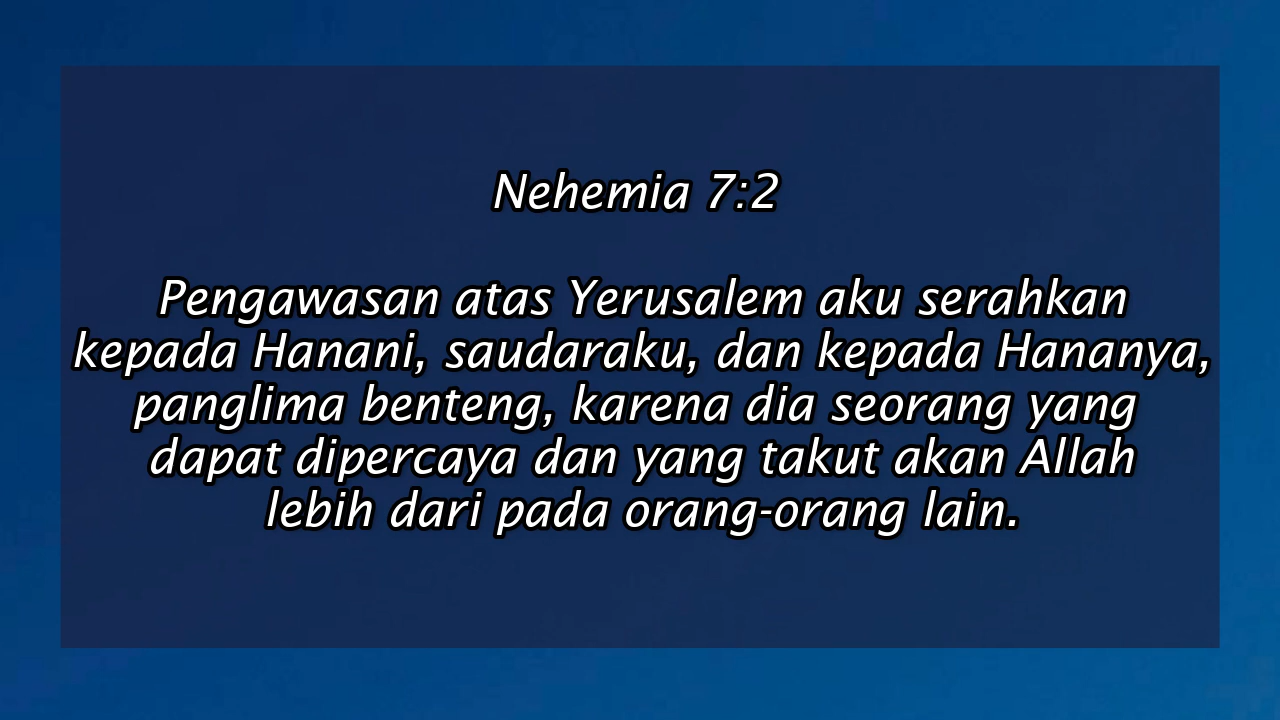 Nehemia 7:2
Pengawasan atas Yerusalem aku serahkan
kepada Hanani, saudaraku, dan kepada Hananya,
panglima benteng, karena dia seorang yang
dapat dipercaya dan yang takut akan Allah
lebih dari pada orang-orang lain.